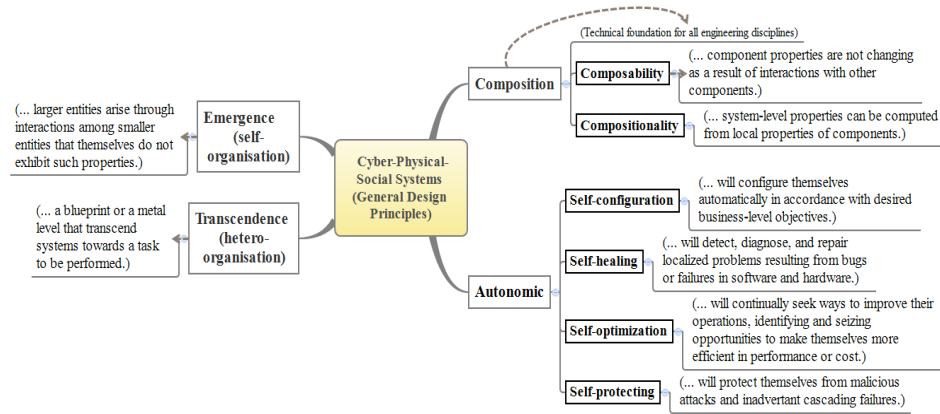 (Technical foundation for all engineering disciplines)
Composition
Composability
(... component properties are not changing
as a result of interactions with other
components.)
Compositionality
(... system-level properties can be computed
from local properties of components.)
(... larger entities arise through
interactions among smaller
entities that themselves do not
exhibit such properties.)
Emergence
(self-
organisation)
Cyber-Physical-
Social Systems
(General Design
Principles)
(... a blueprint or a metal
level that transcend
systems towards a task
to be performed.)
Transcendence
(hetero-
organisation)
Autonomic
Self-configuration
(... will configure themselves
automatically in accordance with desired
business-level objectives.)
Self-healing
(... will detect, diagnose, and repair
localized problems resulting from bugs
or failures in software and hardware.)
Self-optimization
(... will continually seek ways to improve their
operations, identifying and seizing
opportunities to make themselves more
efficient in performance or cost.)
Self-protecting
(... will protect themselves from malicious
attacks and inadvertant cascading failures.)